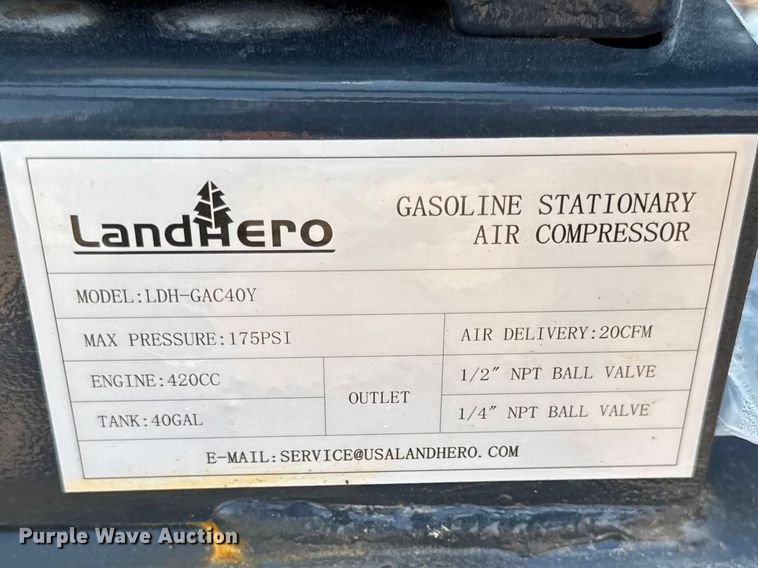 LandHero
GASOLINE STATIONARY
AIR COMPRESSOR
MODEL:LDH-GAC40Y
MAX PRESSURE:175PSI
AIR DELIVERY:20CFM
ENGINE:420CC
OUTLET
1/2″ NPT BALL VALVE
TANK:40GAL
1/4″ NPT BALL VALVE
E-MAIL:SERVICE@USALANDHERO.COM
Purple Wave Auction